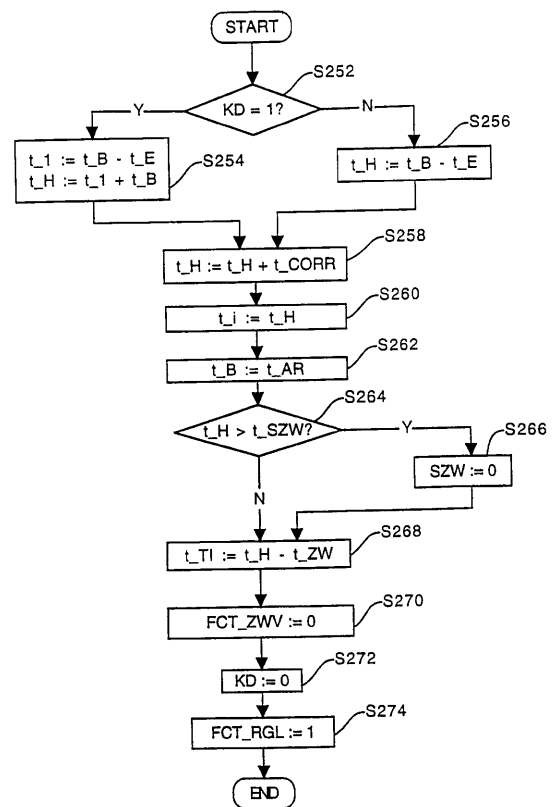 START
S252
KD = 1?
Y
N
S256
t_1 := t_B - t_E
t_H := t_1 + t_B
S254
t_H := t_B - t_E
S258
t_H := t_H + t_CORR
S260
t_i := t_H
S262
t_B := t_AR
S264
t_H > t_SZW?
Y
S266
SZW := 0
N
S268
t_TI := t_H - t_ZW
S270
FCT_ZWV := 0
S272
KD := 0
S274
FCT_RGL := 1
END